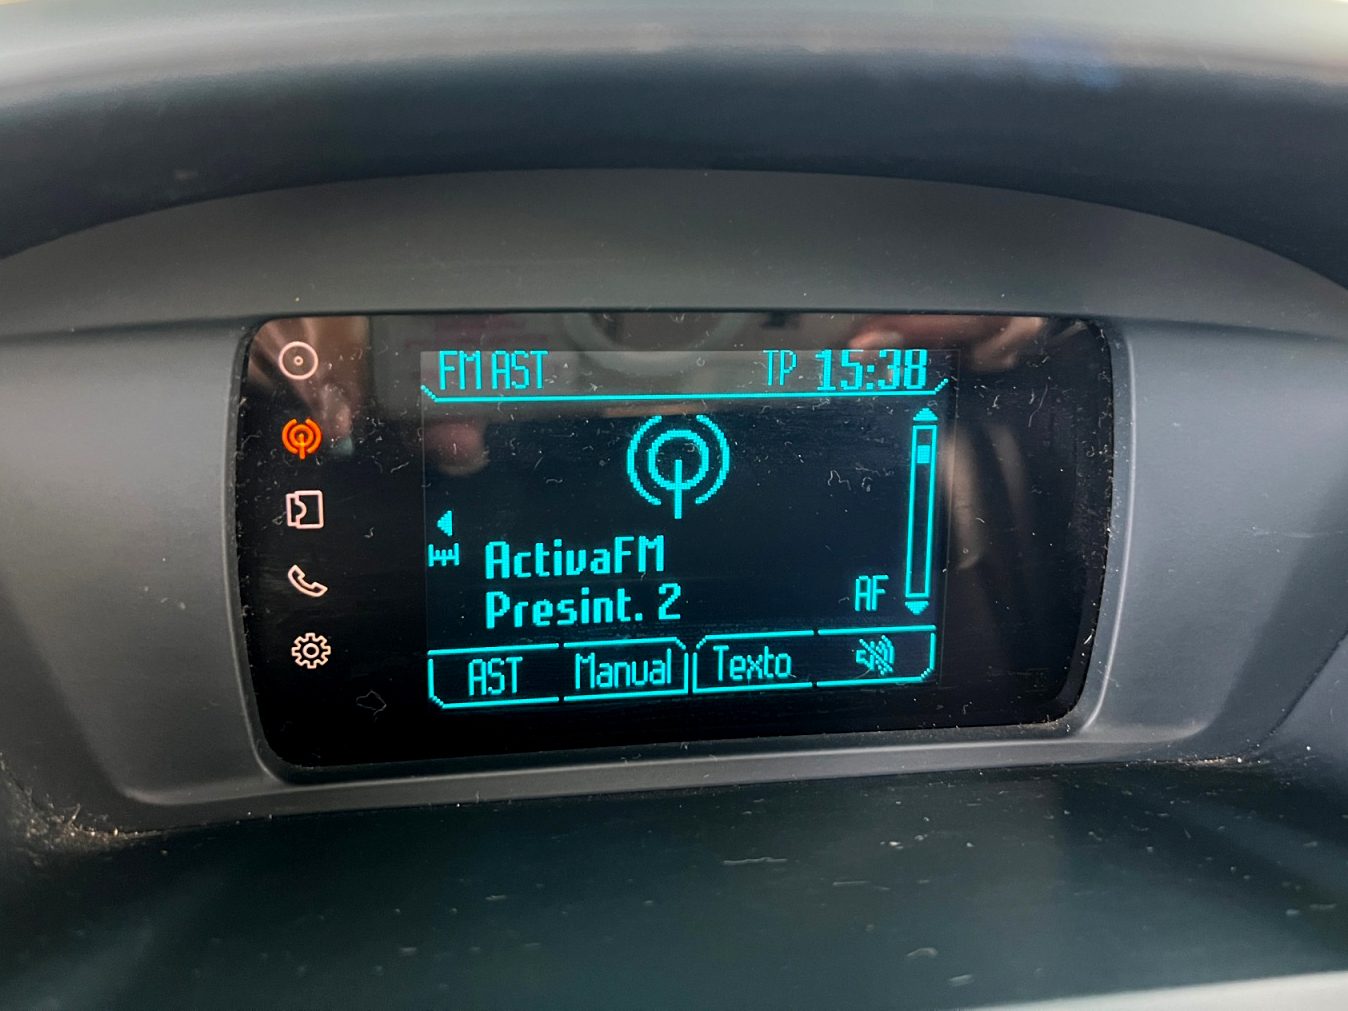 FM AST TP 15:38
ActivaFM
Presint. 2
AF
AST Manual Texto